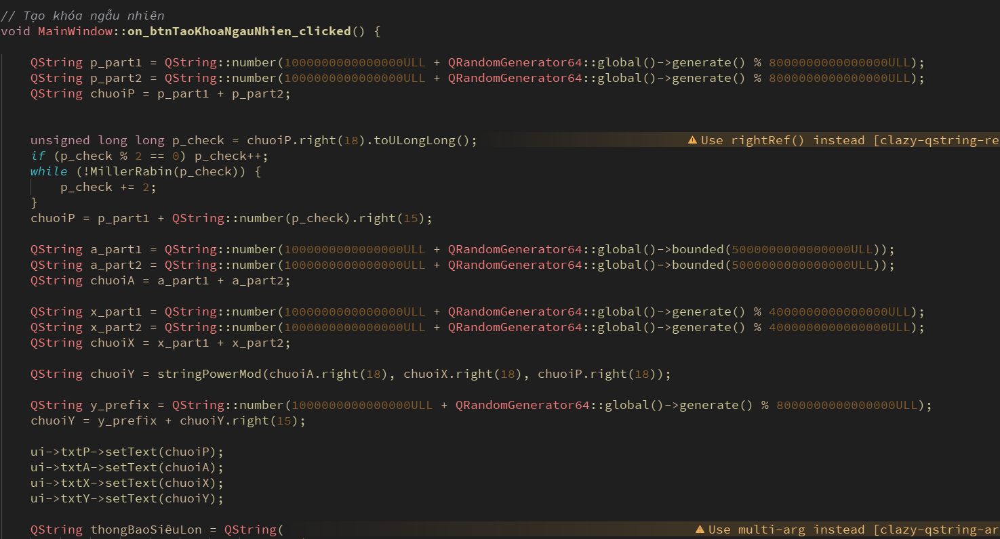 // Tạo khóa ngẫu nhiên
void MainWindow::on_btnTaoKhoaNgauNhien_clicked() {
QString p_part1 = QString::number(1000000000000000ULL + QRandomGenerator64::global()->generate() % 8000000000000000ULL);
QString p_part2 = QString::number(1000000000000000ULL + QRandomGenerator64::global()->generate() % 8000000000000000ULL);
QString chuoiP = p_part1 + p_part2;
unsigned long long p_check = chuoiP.right(18).toULongLong(); Use rightRef() instead [clazy-qstring-re
if (p_check % 2 == 0) p_check++;
while (!MillerRabin(p_check)) {
p_check += 2;
}
chuoiP = p_part1 + QString::number(p_check).right(15);
QString a_part1 = QString::number(1000000000000000ULL + QRandomGenerator64::global()->bounded(5000000000000000ULL));
QString a_part2 = QString::number(1000000000000000ULL + QRandomGenerator64::global()->bounded(5000000000000000ULL));
QString chuoiA = a_part1 + a_part2;
QString x_part1 = QString::number(1000000000000000ULL + QRandomGenerator64::global()->generate() % 4000000000000000ULL);
QString x_part2 = QString::number(1000000000000000ULL + QRandomGenerator64::global()->generate() % 4000000000000000ULL);
QString chuoiX = x_part1 + x_part2;
QString chuoiY = stringPowerMod(chuoiA.right(18), chuoiX.right(18), chuoiP.right(18));
QString y_prefix = QString::number(1000000000000000ULL + QRandomGenerator64::global()->generate() % 8000000000000000ULL);
chuoiY = y_prefix + chuoiY.right(15);
ui->txtP->setText(chuoiP);
ui->txtA->setText(chuoiA);
ui->txtX->setText(chuoiX);
ui->txtY->setText(chuoiY);
QString thongBaoSiêuLon = QString( Use multi-arg instead [clazy-qstring-ar